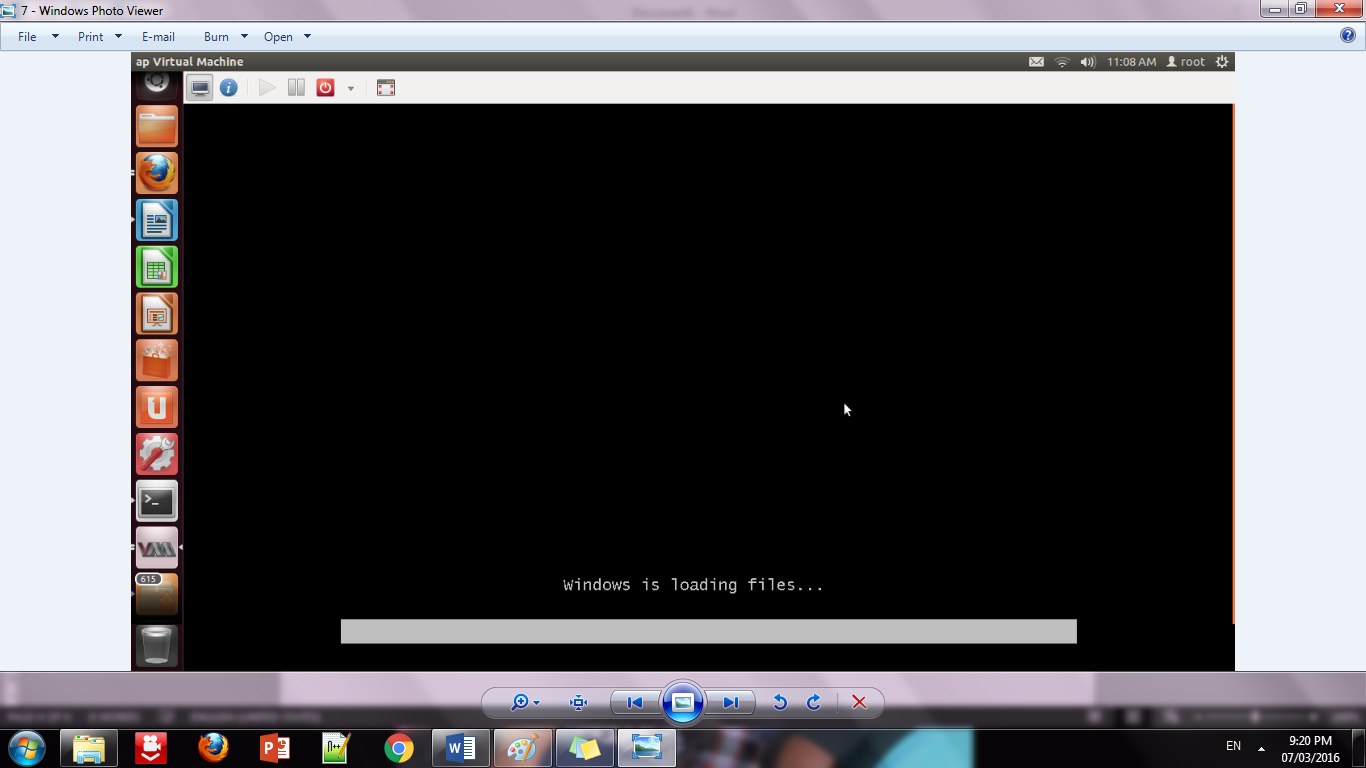 7 - Windows Photo Viewer
File Print E-mail Burn Open
ap Virtual Machine 11:08 AM root
615
Windows is loading files...
EN 9:20 PM
07/03/2016